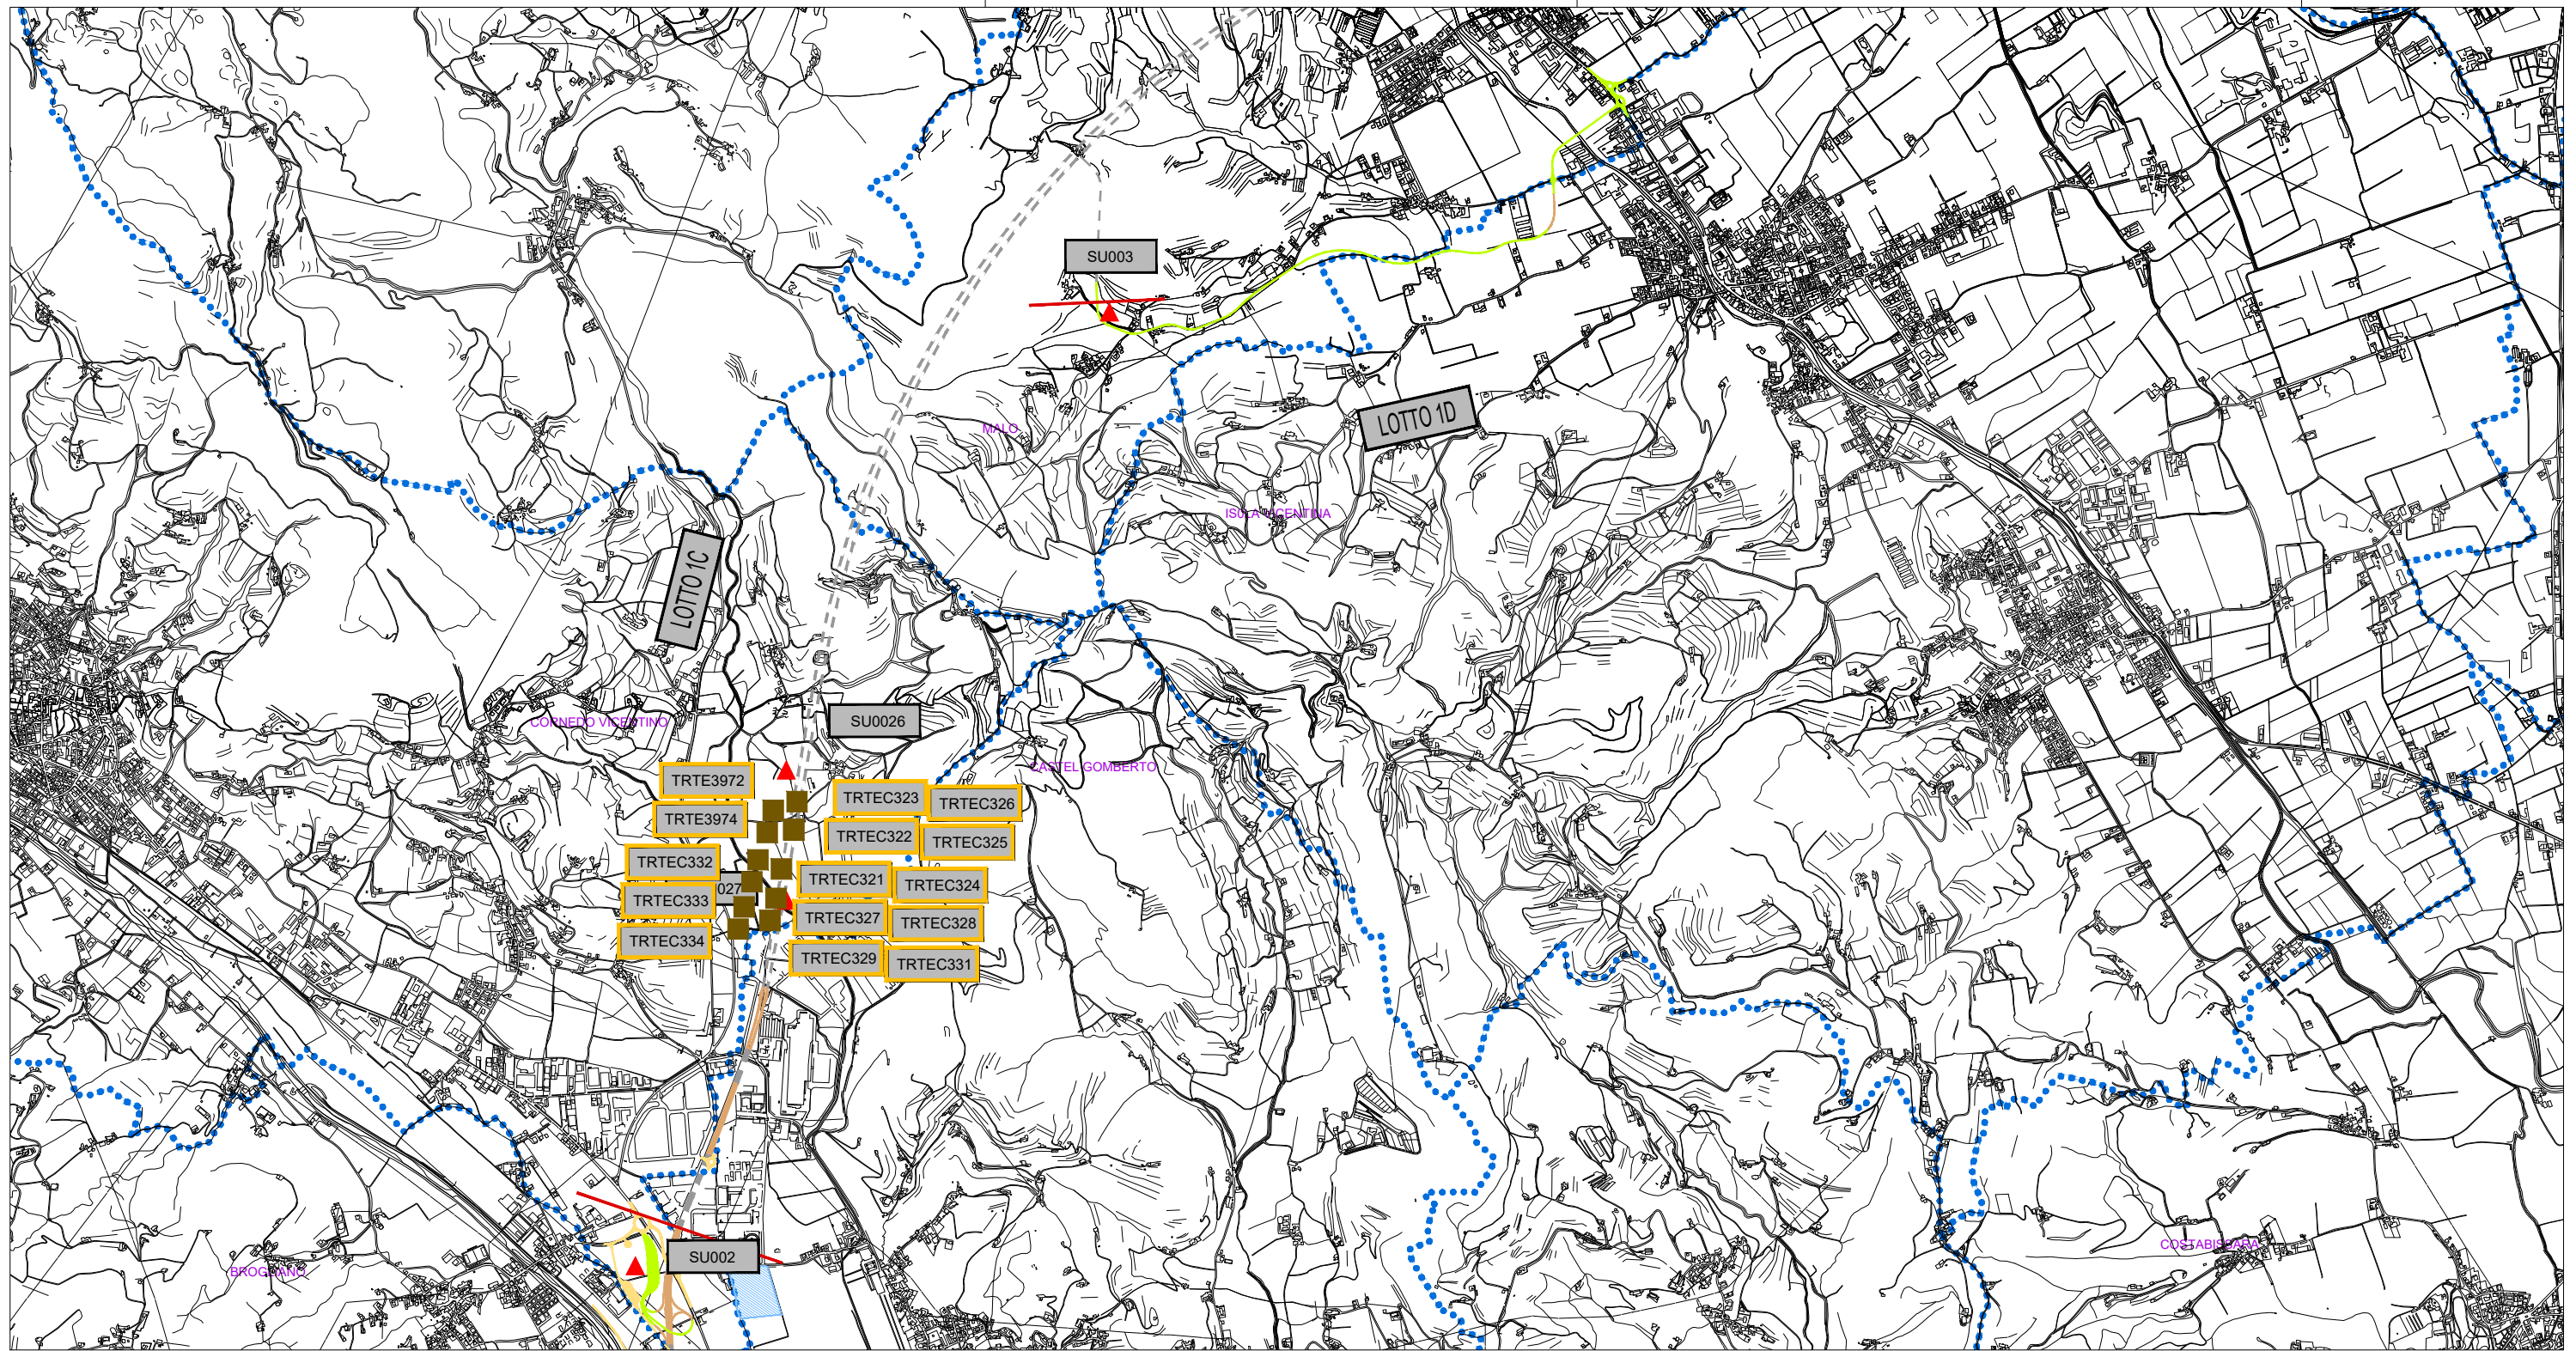 SU003
LOTTO 1D
MALO
ISOLA VICENTINA
LOTTO 1C
SU0026
CORNEDO VICENTINO
CASTEL GOMBERTO
TRTE3972
TRTEC323
TRTEC326
TRTE3974
TRTEC322
TRTEC325
TRTEC332
TRTEC321
TRTEC324
027
TRTEC333
TRTEC327
TRTEC328
TRTEC334
TRTEC329
TRTEC331
SU002
BROGLIANO
COSTABISSARA